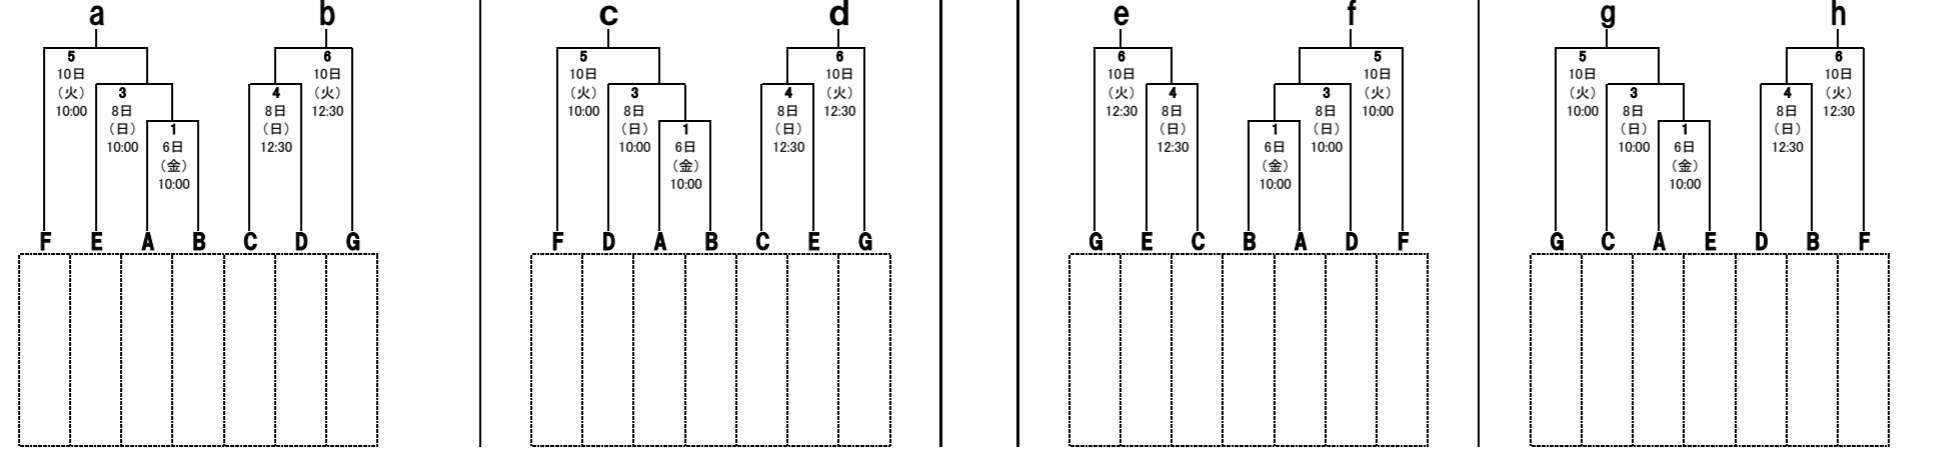 a b c d e f g h
5 6 5 6 6 5 5 6
10日 10日 10日 10日 10日 10日 10日 10日
（火） （火） （火） （火） （火） （火） （火） （火）
10:00 12:30 10:00 12:30 12:30 10:00 10:00 12:30
3 4 3 4 4 3 3 4
8日 8日 8日 8日 8日 8日 8日 8日
（日） （日） （日） （日） （日） （日） （日） （日）
10:00 12:30 10:00 12:30 12:30 10:00 10:00 12:30
1 1 1 1
6日 6日 6日 6日
（金） （金） （金） （金）
10:00 10:00 10:00 10:00
F E A B C D G F D A B C E G G E C B A D F G C A E D B F